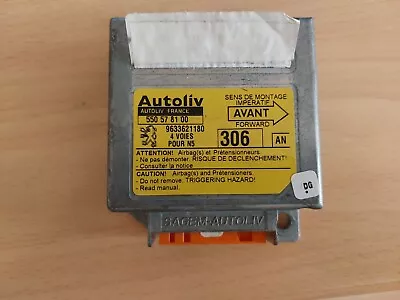 Autoliv
AUTOLIV FRANCE
550 57 81 00
9633621180
4 VOIES
POUR N5
SENS DE MONTAGE
IMPERATIF
AVANT
FORWARD
306
AN
ATTENTION! Airbag(s) et Prétensionneurs.
- Ne pas démonter. RISQUE DE DECLENCHEMENT!
- Consulter la notice
CAUTION! Airbag(s) and Pretensioners.
- Do not remove. TRIGGERING HAZARD!
- Read manual.
DG
SAGEM-AUTOLIV